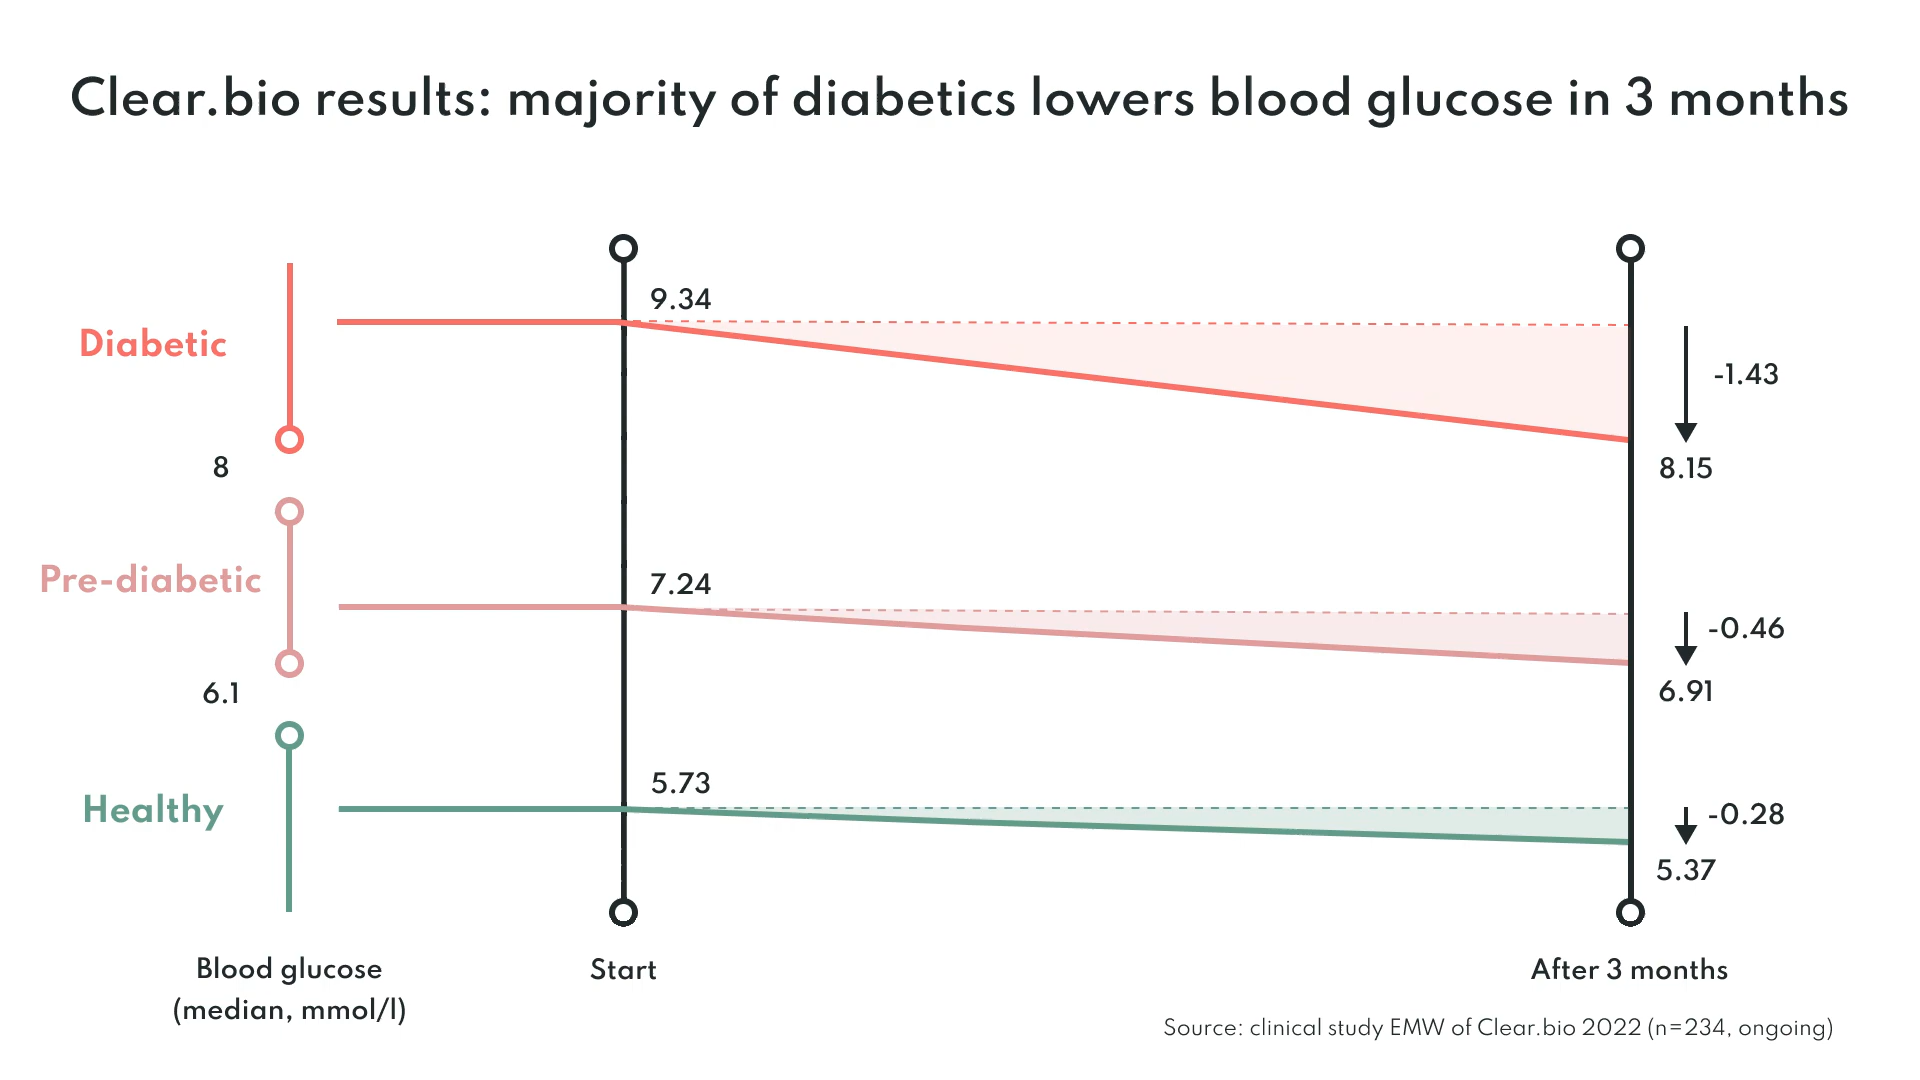 Clear.bio results: majority of diabetics lowers blood glucose in 3 months
9.34
Diabetic
-1.43
8
8.15
7.24
Pre-diabetic
-0.46
6.1
6.91
5.73
Healthy
-0.28
5.37
Blood glucose
(median, mmol/l)
Start
After 3 months
Source: clinical study EMW of Clear.bio 2022 (n=234, ongoing)